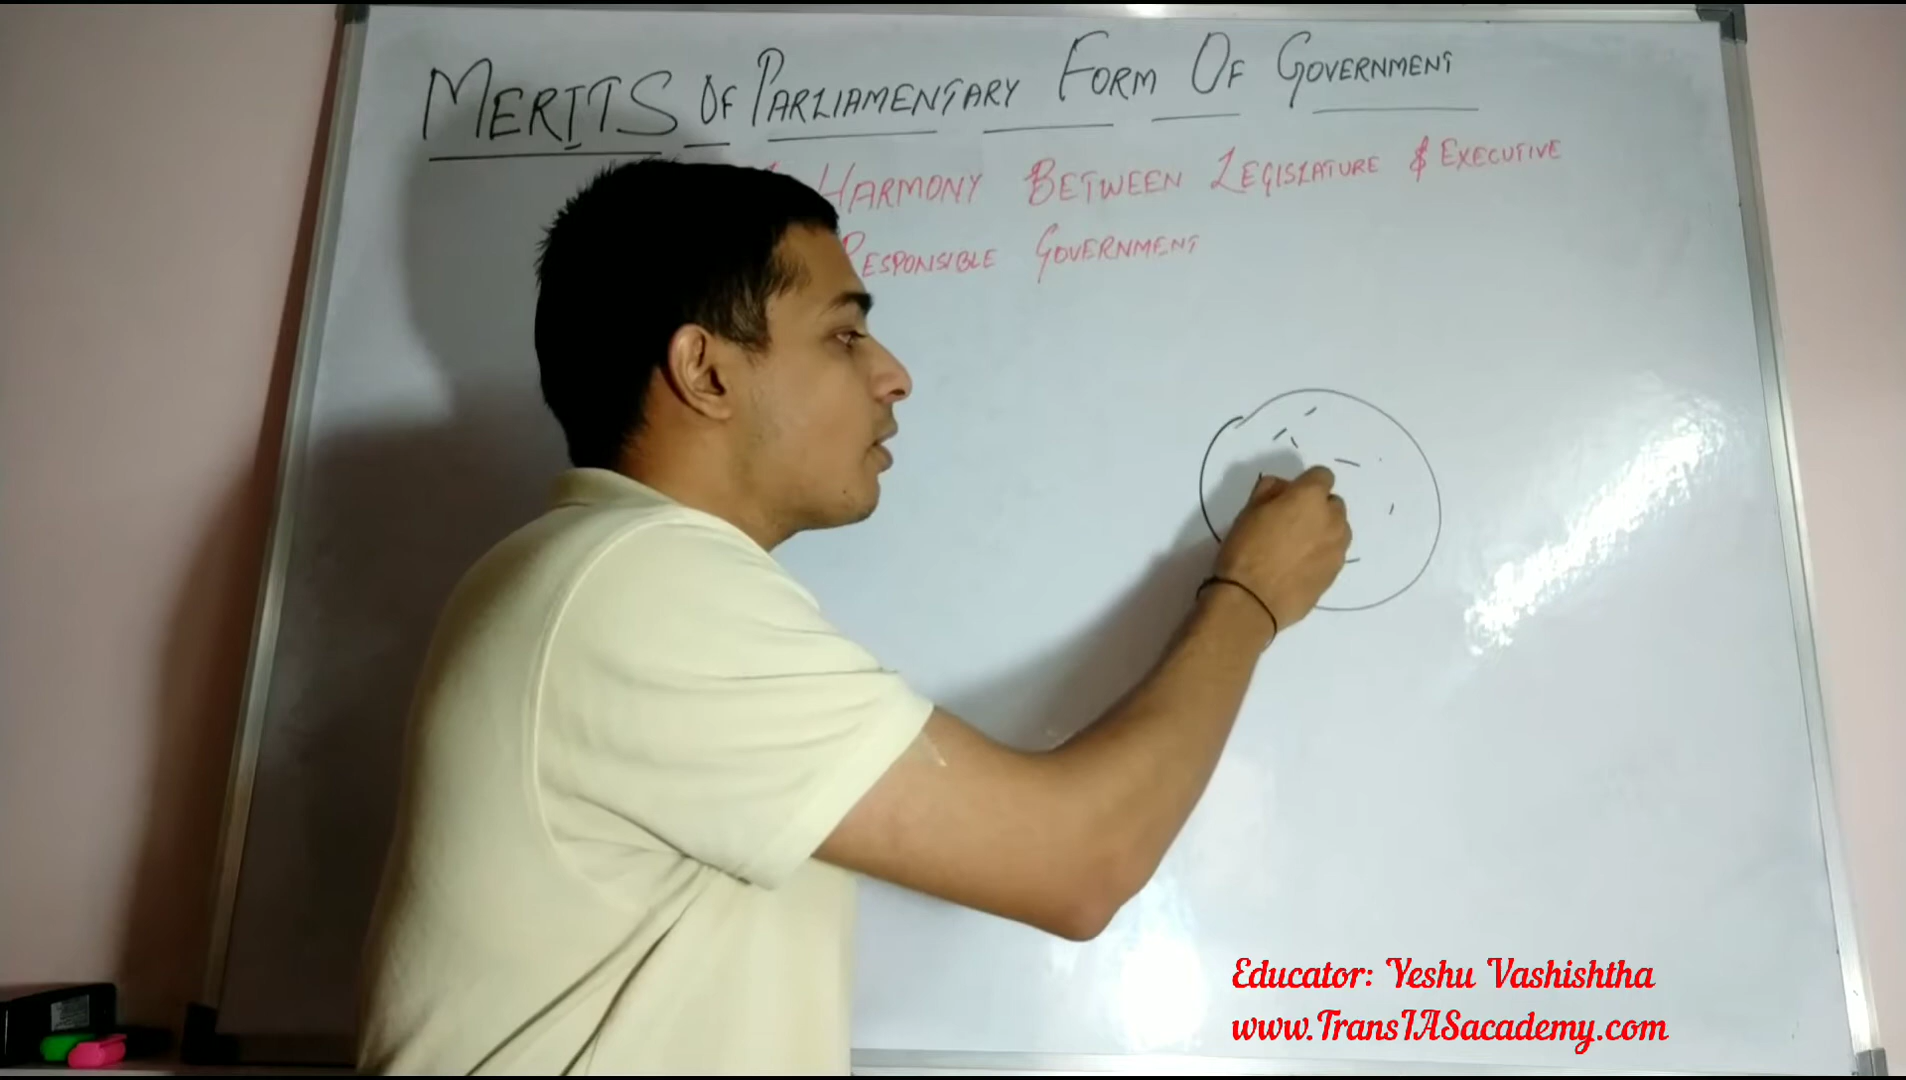 MERITS OF PARLIAMENTARY FORM OF GOVERNMENT
HARMONY BETWEEN LEGISLATURE & EXECUTIVE
RESPONSIBLE GOVERNMENT
Educator: Yeshu Vashishtha
www.TransIASacademy.com